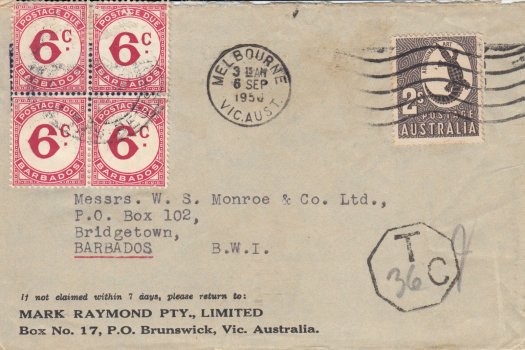 POSTAGE DUE
6c.
BARBADOS
POSTAGE DUE
6c.
BARBADOS
POSTAGE DUE
6c.
BARBADOS
POSTAGE DUE
6c.
BARBADOS
MELBOURNE
6 SEP
1950
VIC. AUST.
POSTAGE
AUSTRALIA
Messrs. W. S. Monroe & Co. Ltd.,
P.O. Box 102,
Bridgetown,
BARBADOS B.W.I.
T
36 C
If not claimed within 7 days, please return to:
MARK RAYMOND PTY., LIMITED
Box No. 17, P.O. Brunswick, Vic. Australia.